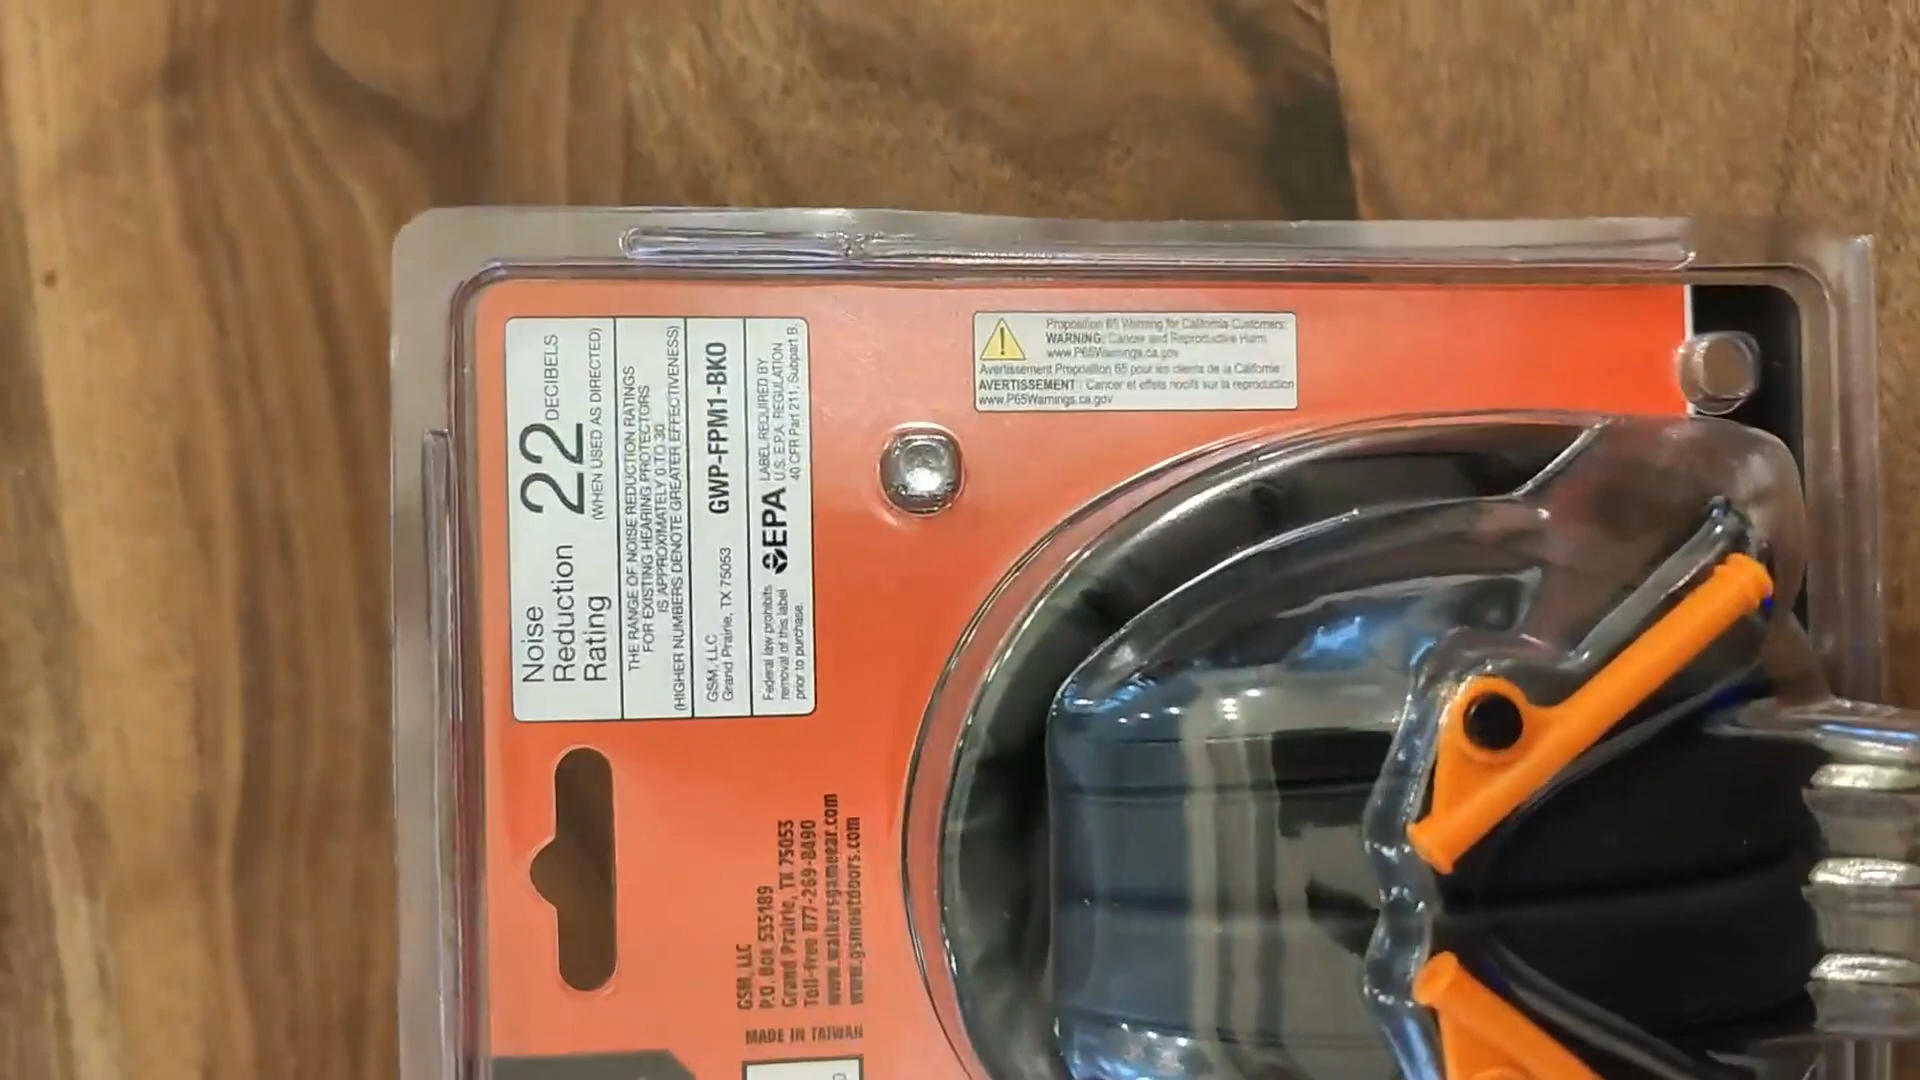 Noise
Reduction
Rating
22 DECIBELS
(WHEN USED AS DIRECTED)
THE RANGE OF NOISE REDUCTION RATINGS
FOR EXISTING HEARING PROTECTORS
IS APPROXIMATELY 0 TO 30
(HIGHER NUMBERS DENOTE GREATER EFFECTIVENESS)
GSM, LLC
Grand Prairie, TX 75053
GWP-FPM1-BKO
Federal law prohibits
removal of this label
prior to purchase.
EPA
LABEL REQUIRED BY
U.S. E.P.A. REGULATION
40 CFR Part 211, Subpart B.
Proposition 65 Warning for California Customers:
WARNING: Cancer and Reproductive Harm
www.P65Warnings.ca.gov
Avertissement Proposition 65 pour les clients de la Californie :
AVERTISSEMENT : Cancer et effets nocifs sur la reproduction
www.P65Warnings.ca.gov
GSM, LLC
P.O. Box 535189
Grand Prairie, TX 75053
Toll-free 877-269-8490
www.walkersgameear.com
www.gsmoutdoors.com
MADE IN TAIWAN